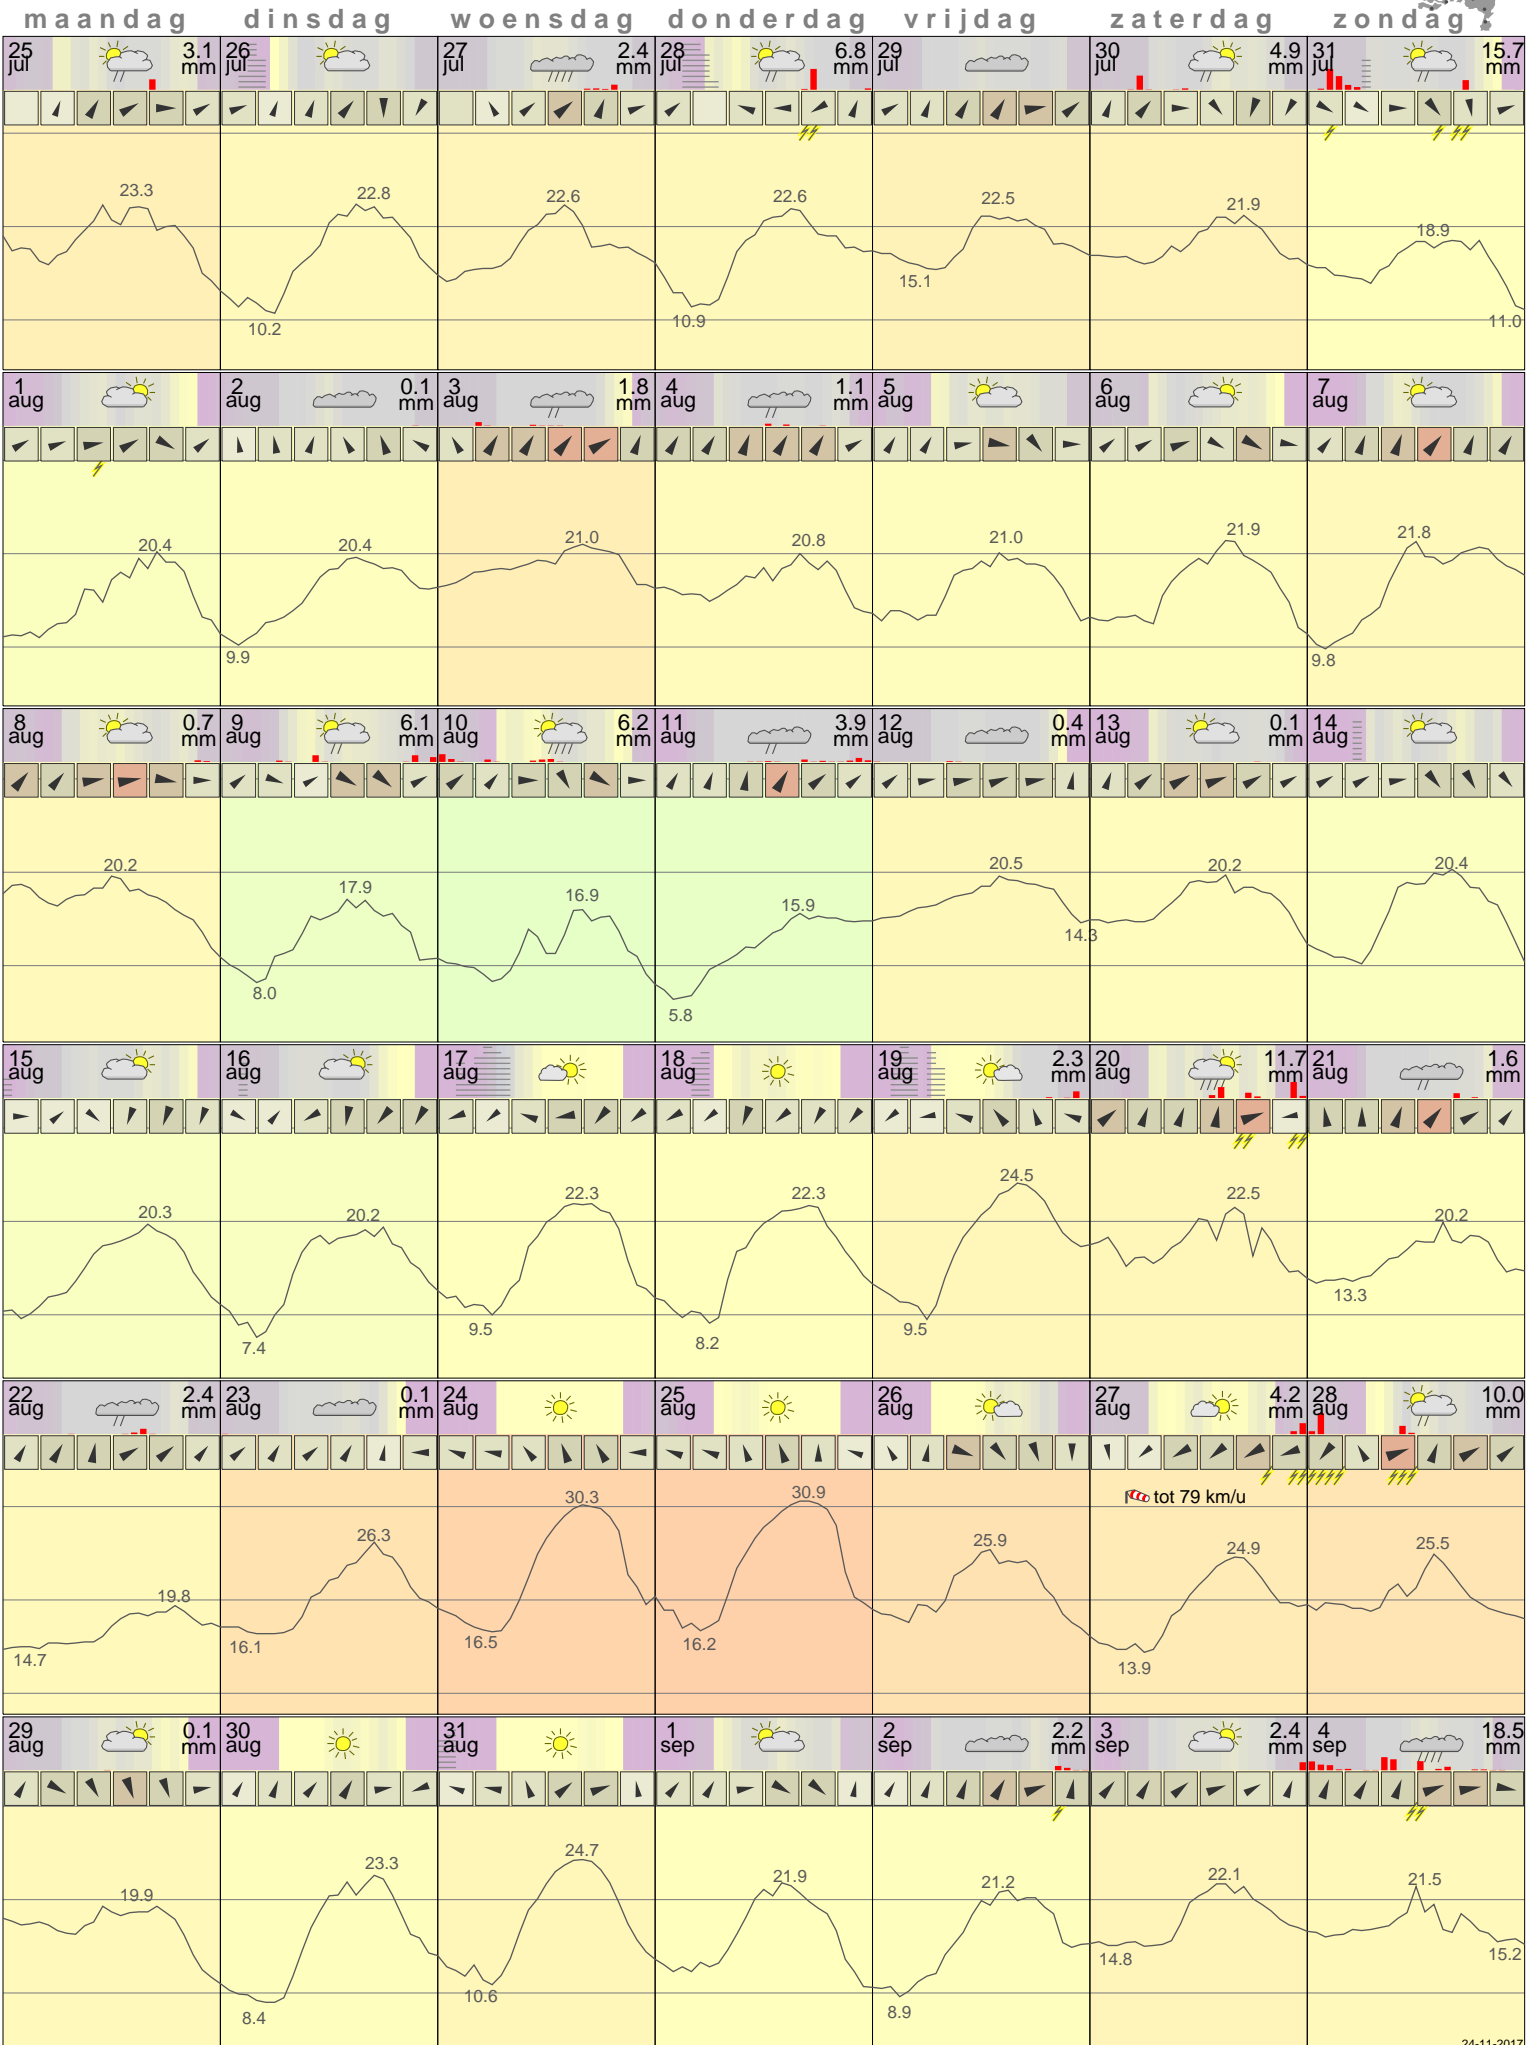 maandag dinsdag woensdag donderdag vrijdag zaterdag zondag
25 3.1 26 27 2.4 28 6.8 29 30 4.9 31 15.7
jul mm jul jul mm jul mm jul jul mm jul mm
23.3 22.8 22.6 22.6 22.5 21.9 18.9
10.2 10.9 15.1 11.0
1 2 0.1 3 1.8 4 1.1 5 6 7
aug aug mm aug mm aug mm aug aug aug
20.4 20.4 21.0 20.8 21.0 21.9 21.8
9.9 9.8
8 0.7 9 6.1 10 6.2 11 3.9 12 0.4 13 0.1 14
aug mm aug mm aug mm aug mm aug mm aug mm aug
20.2 17.9 16.9 15.9 20.5 20.2 20.4
8.0 5.8 14.3
15 16 17 18 19 2.3 20 11.7 21 1.6
aug aug aug aug aug mm aug mm aug mm
20.3 20.2 22.3 22.3 24.5 22.5 20.2
7.4 9.5 8.2 9.5 13.3
22 2.4 23 0.1 24 25 26 27 4.2 28 10.0
aug mm aug mm aug aug aug aug mm aug mm
tot 79 km/u
19.8 26.3 30.3 30.9 25.9 24.9 25.5
14.7 16.1 16.5 16.2 13.9
29 0.1 30 31 1 2 2.2 3 2.4 4 18.5
aug mm aug aug sep sep mm sep mm sep mm
19.9 23.3 24.7 21.9 21.2 22.1 21.5
8.4 10.6 8.9 14.8 15.2
24-11-2017